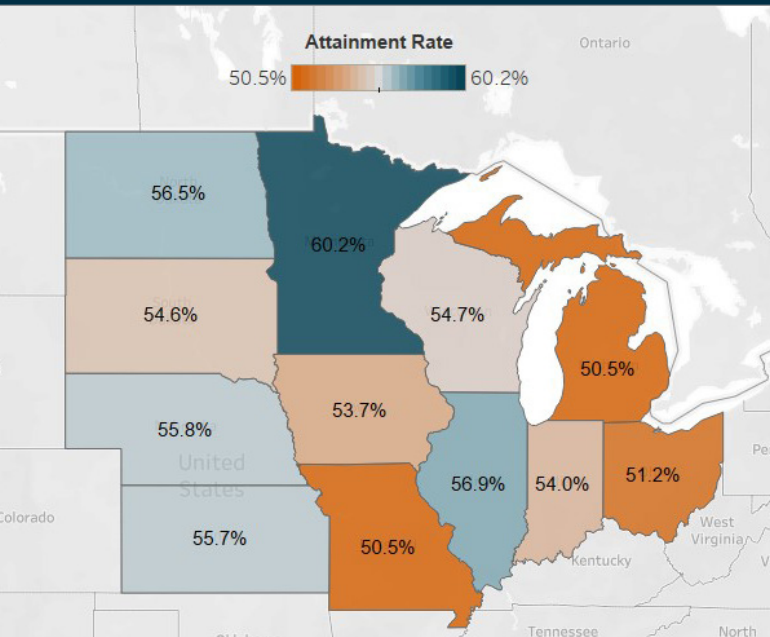 Attainment Rate
50.5% 60.2%
Ontario
56.5%
60.2%
54.6%
54.7%
50.5%
53.7%
55.8%
United
States
56.9%
54.0%
51.2%
Pe
Colorado
55.7%
50.5%
West
Virginia
Kentucky
V
Tennessee
North